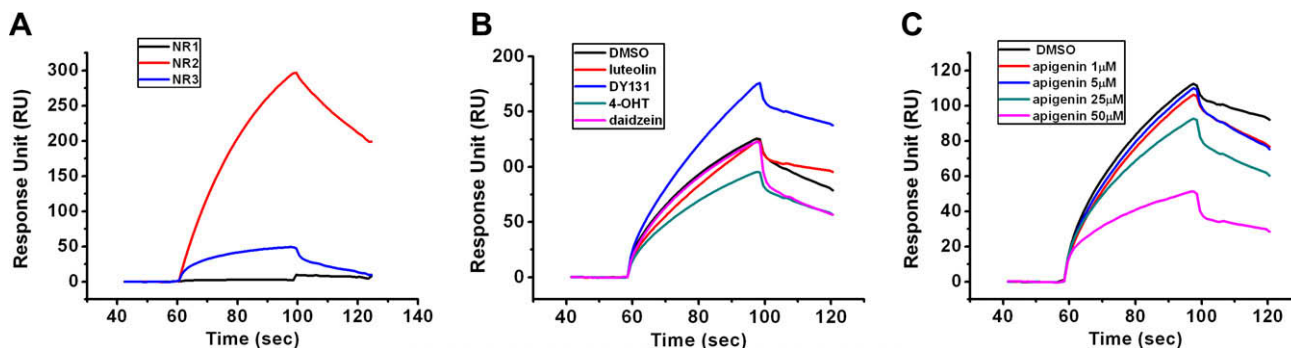 A
NR1
NR2
NR3
Response Unit (RU)
300
250
200
150
100
50
0
40 60 80 100 120 140
Time (sec)
B
DMSO
luteolin
DY131
4-OHT
daidzein
Response Unit (RU)
200
50
00
50
0
40 60 80 100 120
Time (sec)
C
DMSO
apigenin 1μM
apigenin 5μM
apigenin 25μM
apigenin 50μM
Response Unit (RU)
120
100
80
60
40
20
0
40 60 80 100 120
Time (sec)